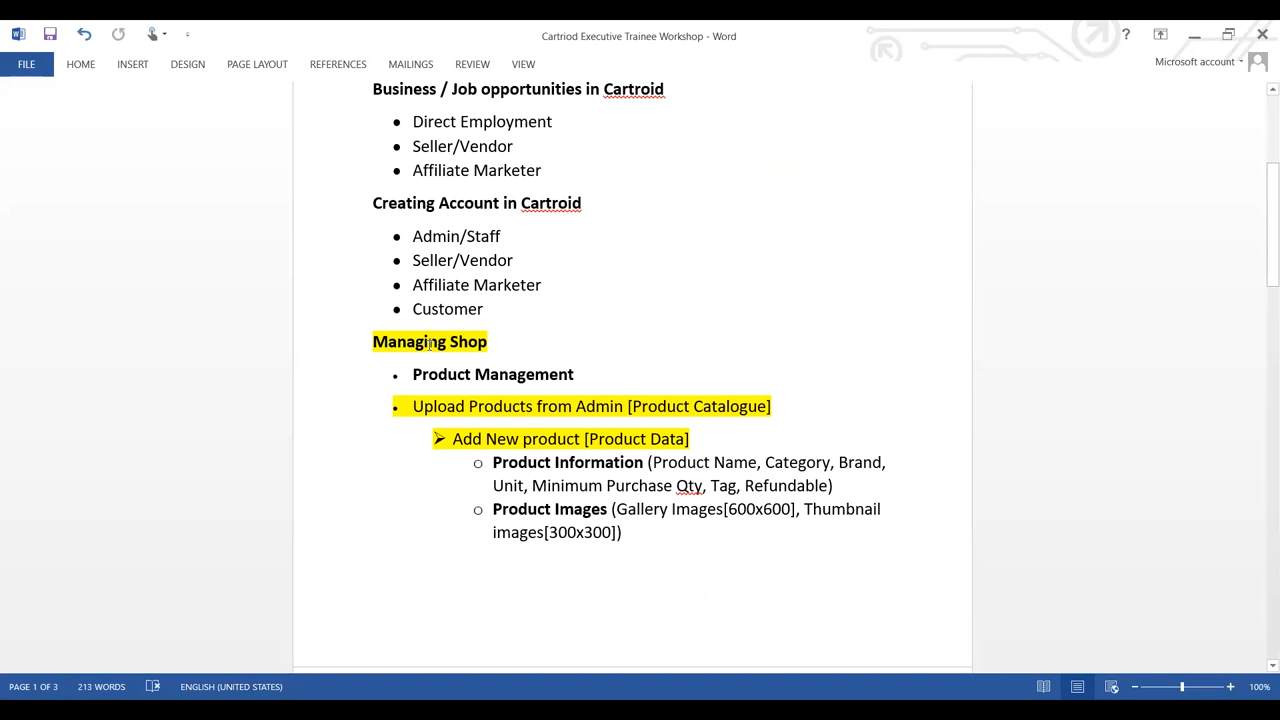 Cartriod Executive Trainee Workshop - Word
?
FILE HOME INSERT DESIGN PAGE LAYOUT REFERENCES MAILINGS REVIEW VIEW
Microsoft account
Business / Job opportunities in Cartroid
• Direct Employment
• Seller/Vendor
• Affiliate Marketer
Creating Account in Cartroid
• Admin/Staff
• Seller/Vendor
• Affiliate Marketer
• Customer
Managing Shop
• Product Management
• Upload Products from Admin [Product Catalogue]
➢ Add New product [Product Data]
o Product Information (Product Name, Category, Brand,
Unit, Minimum Purchase Qty, Tag, Refundable)
o Product Images (Gallery Images[600x600], Thumbnail
images[300x300])
PAGE 1 OF 3 213 WORDS ENGLISH (UNITED STATES) 100%